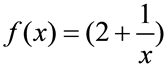 f(x) = (2 + 1/x)